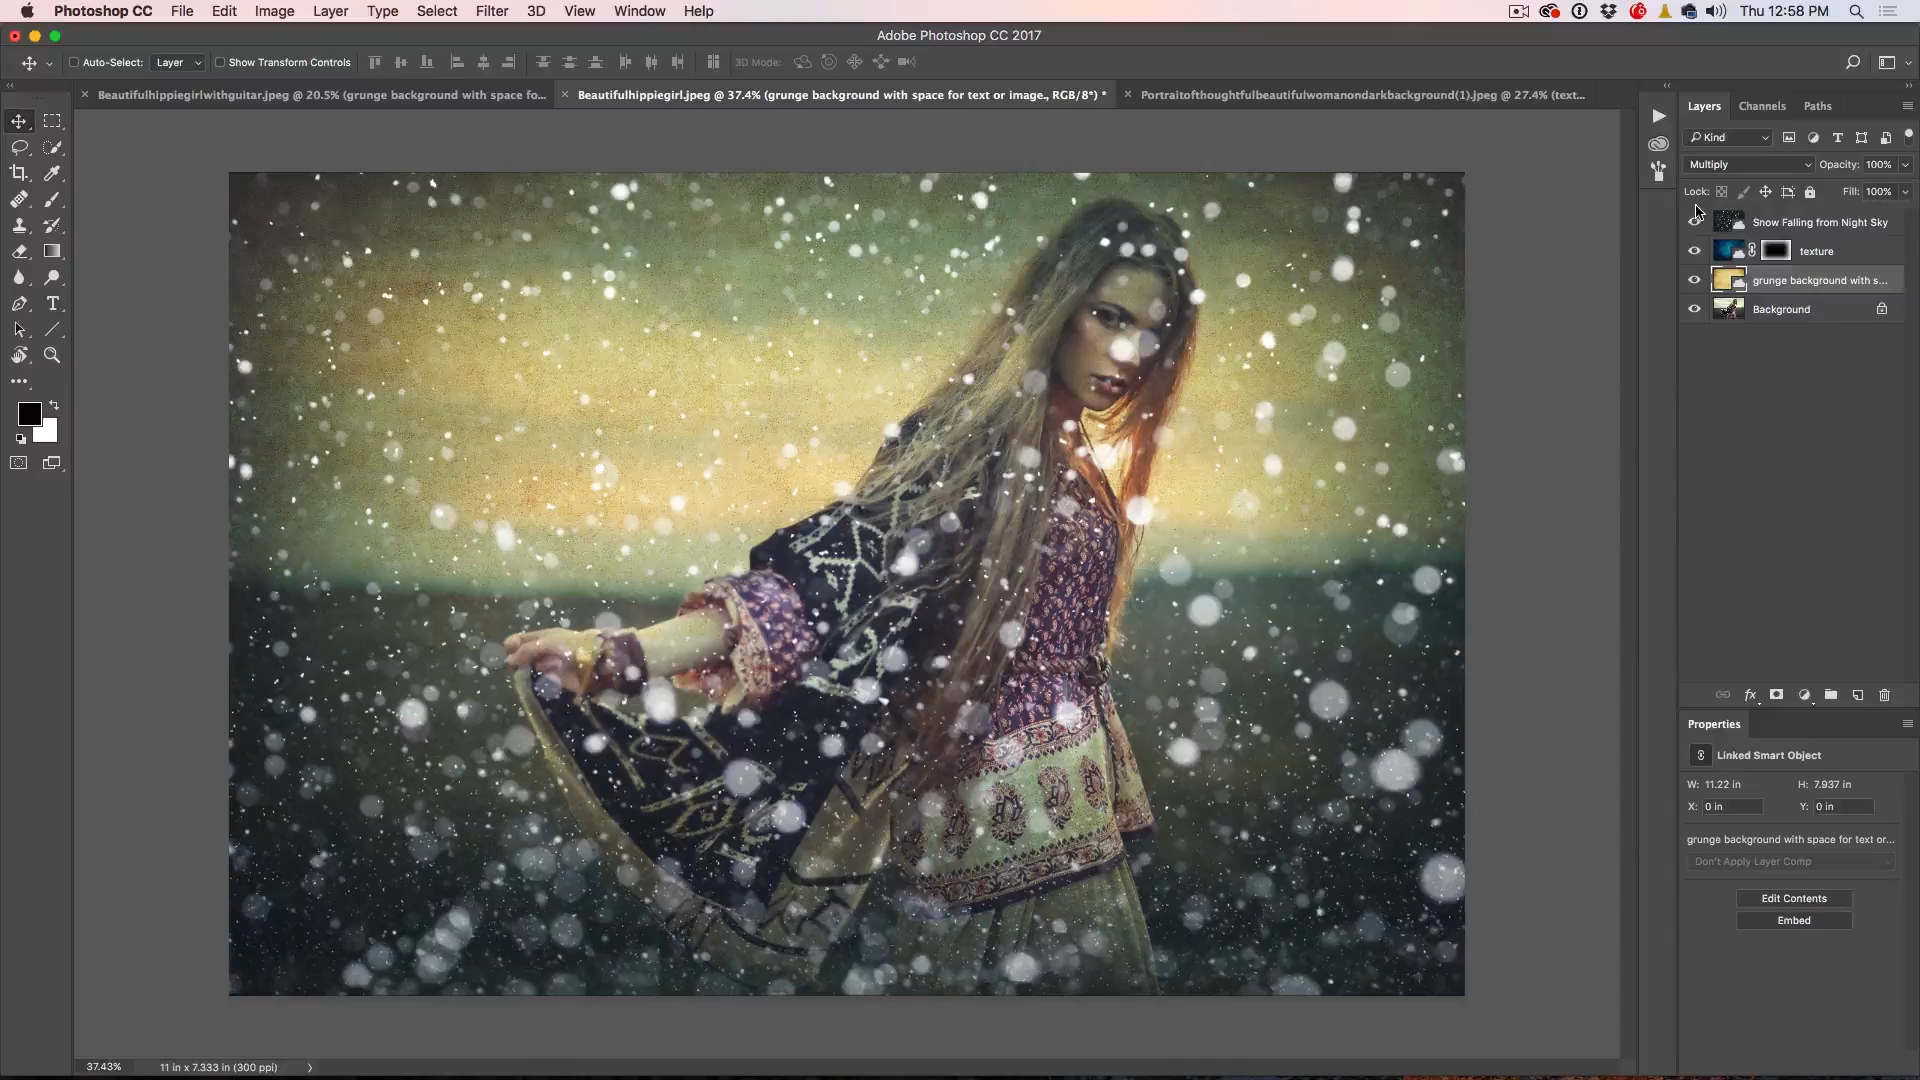 Photoshop CC File Edit Image Layer Type Select Filter 3D View Window Help Thu 12:58 PM
Adobe Photoshop CC 2017
Auto-Select: Layer Show Transform Controls 3D Mode:
Beautifulhippiegirlwithguitar.jpeg @ 20.5% (grunge background with space fo... Beautifulhippiegirl.jpeg @ 37.4% (grunge background with space for text or image., RGB/8*) * Portraitofthoughtfulbeautifulwomanondarkbackground(1).jpeg @ 27.4% (text...
Layers Channels Paths
Kind
Multiply Opacity: 100%
Lock: Fill: 100%
Snow Falling from Night Sky
texture
grunge background with s...
Background
Properties
Linked Smart Object
W: 11.22 in H: 7.937 in
X: 0 in Y: 0 in
grunge background with space for text or...
Don't Apply Layer Comp
Edit Contents
Embed
37.43% 11 in x 7.333 in (300 ppi)